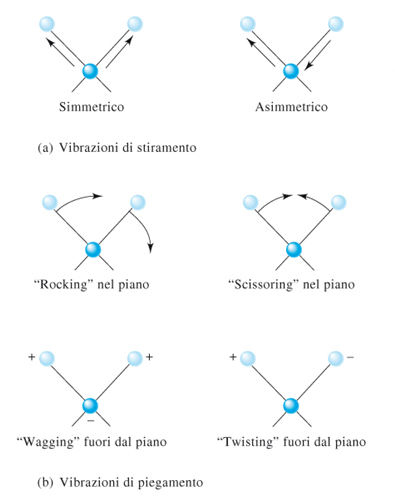 Simmetrico
Asimmetrico
(a) Vibrazioni di stiramento
“Rocking” nel piano
“Scissoring” nel piano
+
+
–
+
–
“Wagging” fuori dal piano
“Twisting” fuori dal piano
(b) Vibrazioni di piegamento